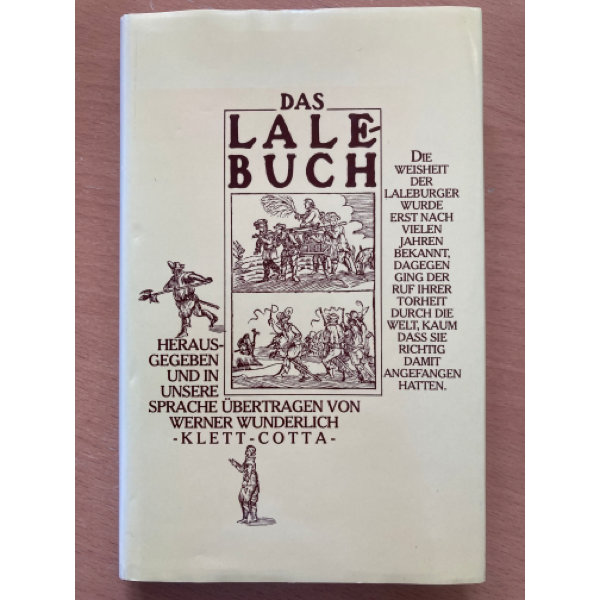 DAS
LALE-
BUCH
DIE
WEISHEIT
DER
LALEBURGER
WURDE
ERST NACH
VIELEN
JAHREN
BEKANNT,
DAGEGEN
GING DER
RUF IHRER
TORHEIT
DURCH DIE
WELT, KAUM
DASS SIE
RICHTIG
DAMIT
ANGEFANGEN
HATTEN.
HERAUS-
GEGEBEN
UND IN
UNSERE
SPRACHE ÜBERTRAGEN VON
WERNER WUNDERLICH
-KLETT-COTTA-